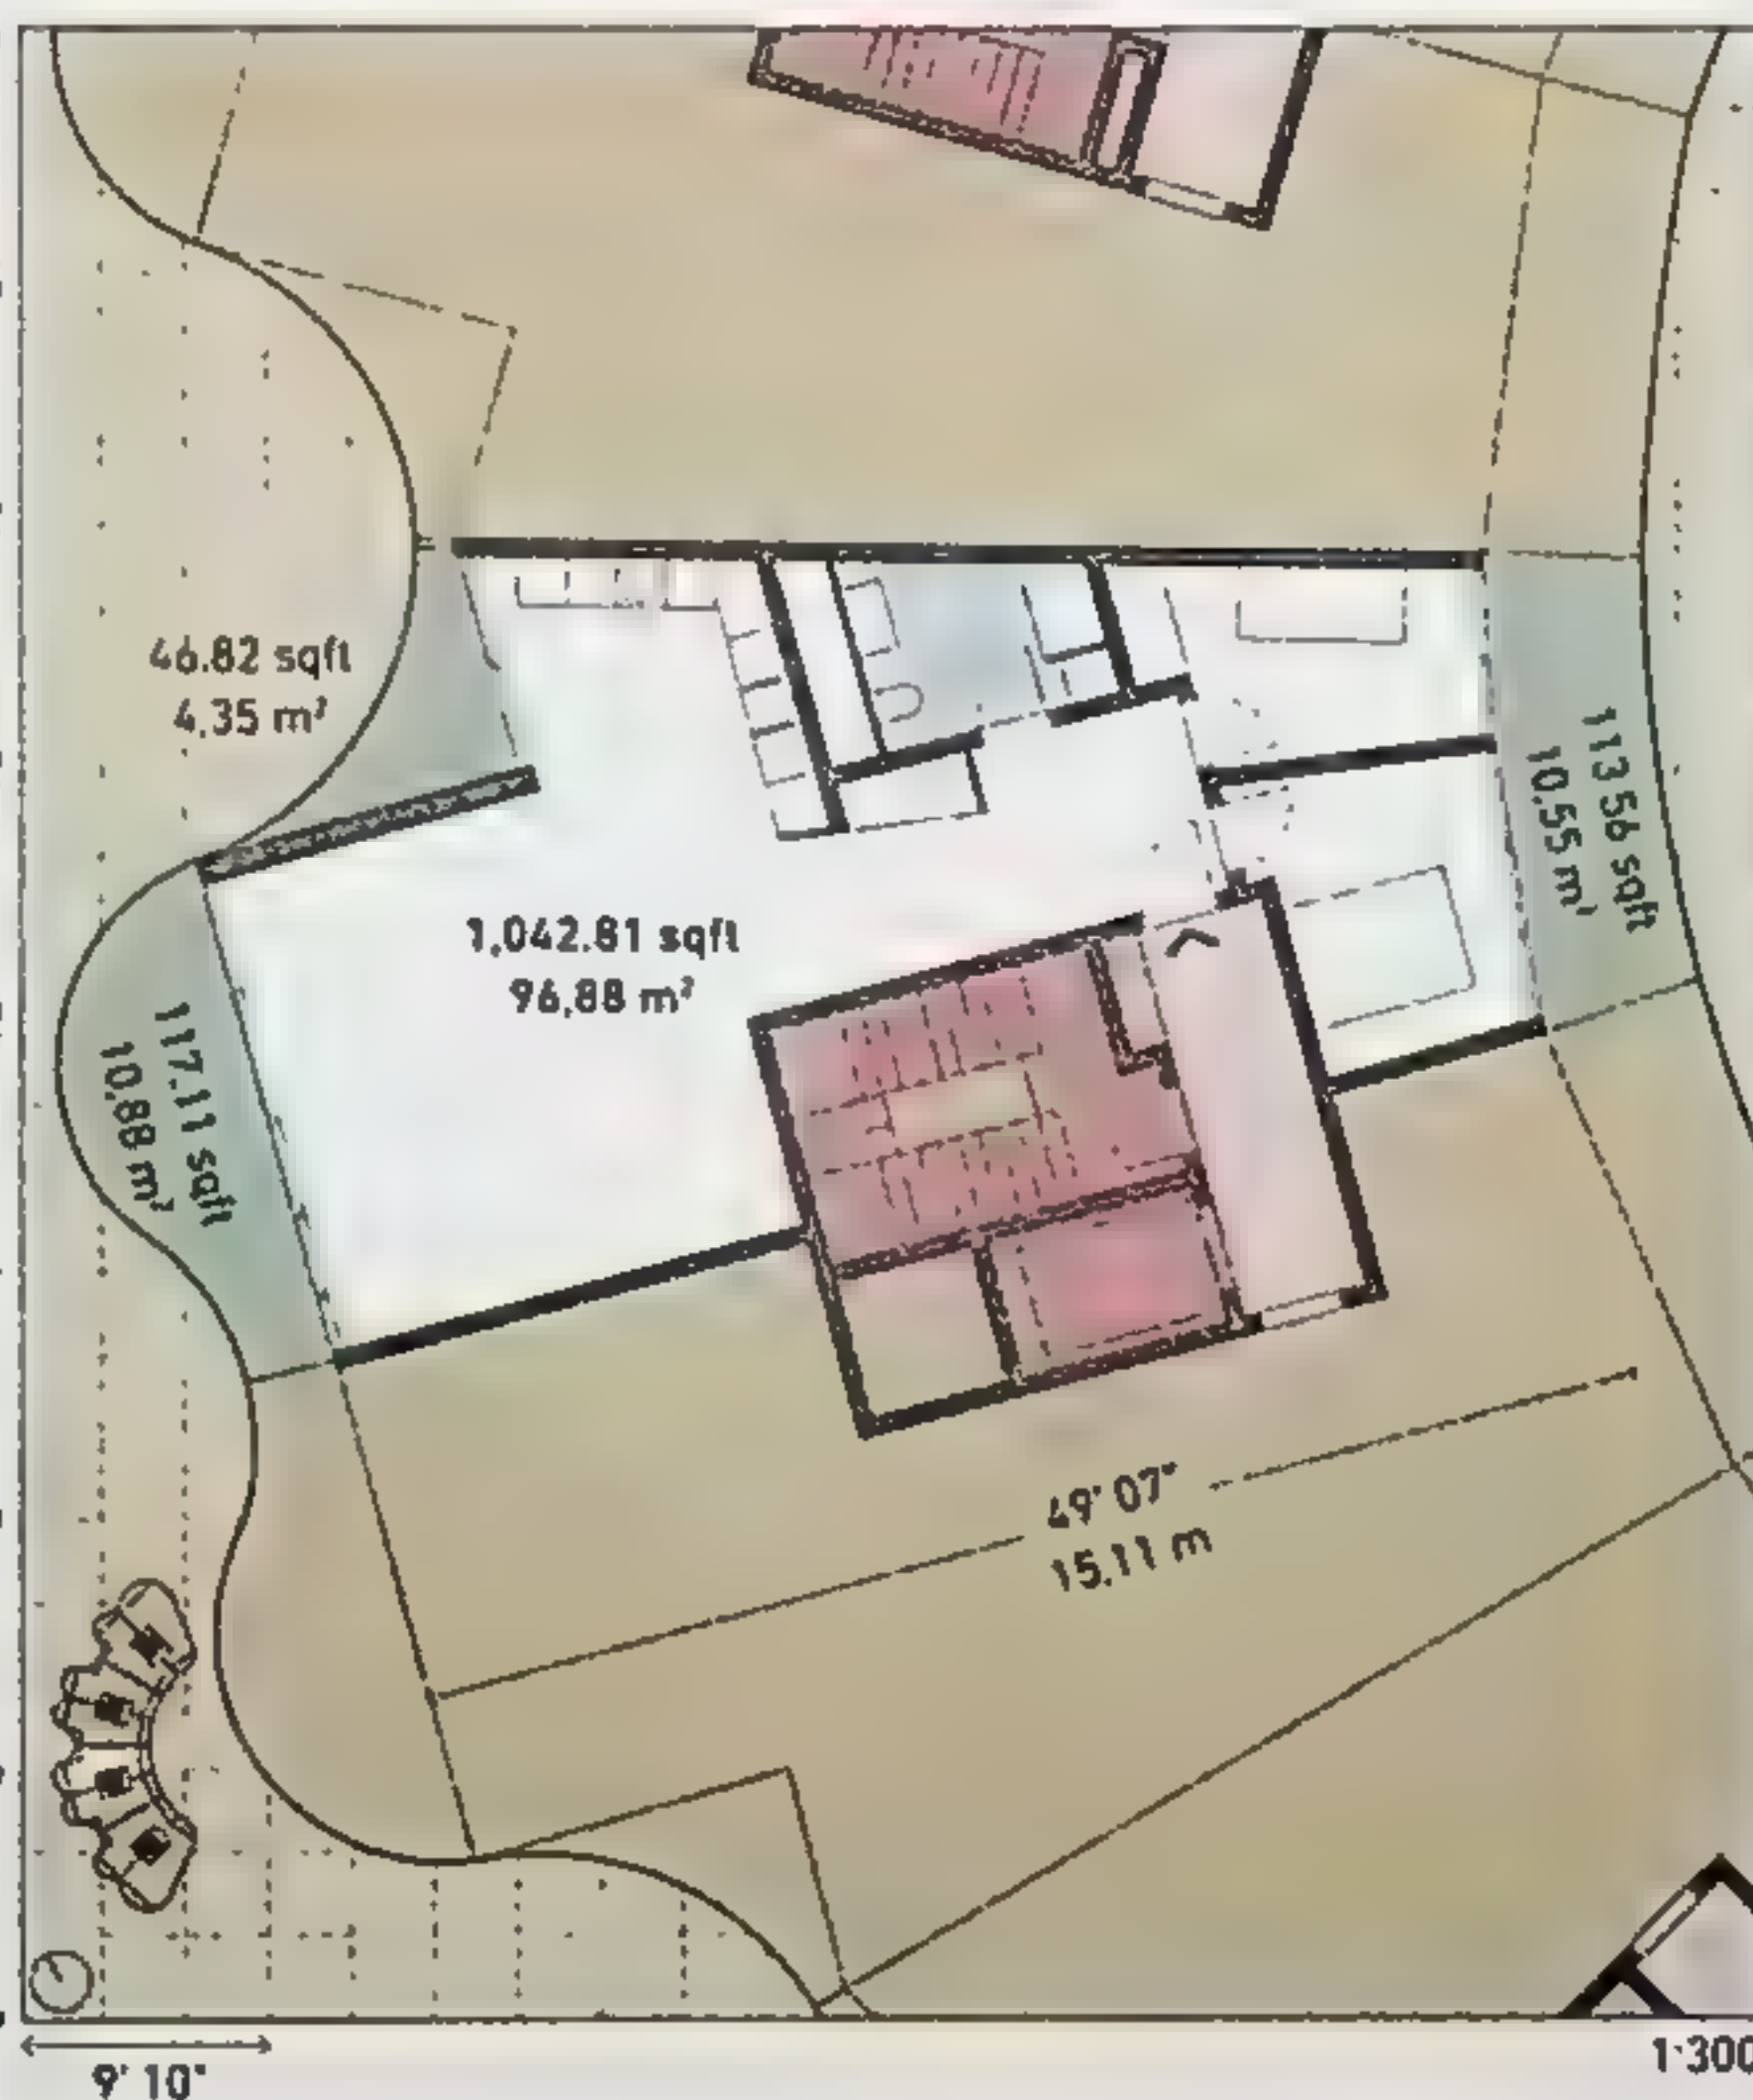 46.82 sqft
4,35 m²
1,042.81 sqft
96,88 m²
113 56 sqft
10,55 m²
117.11 sqft
10,88 m²
49' 07"
15,11 m
9' 10"
1:300